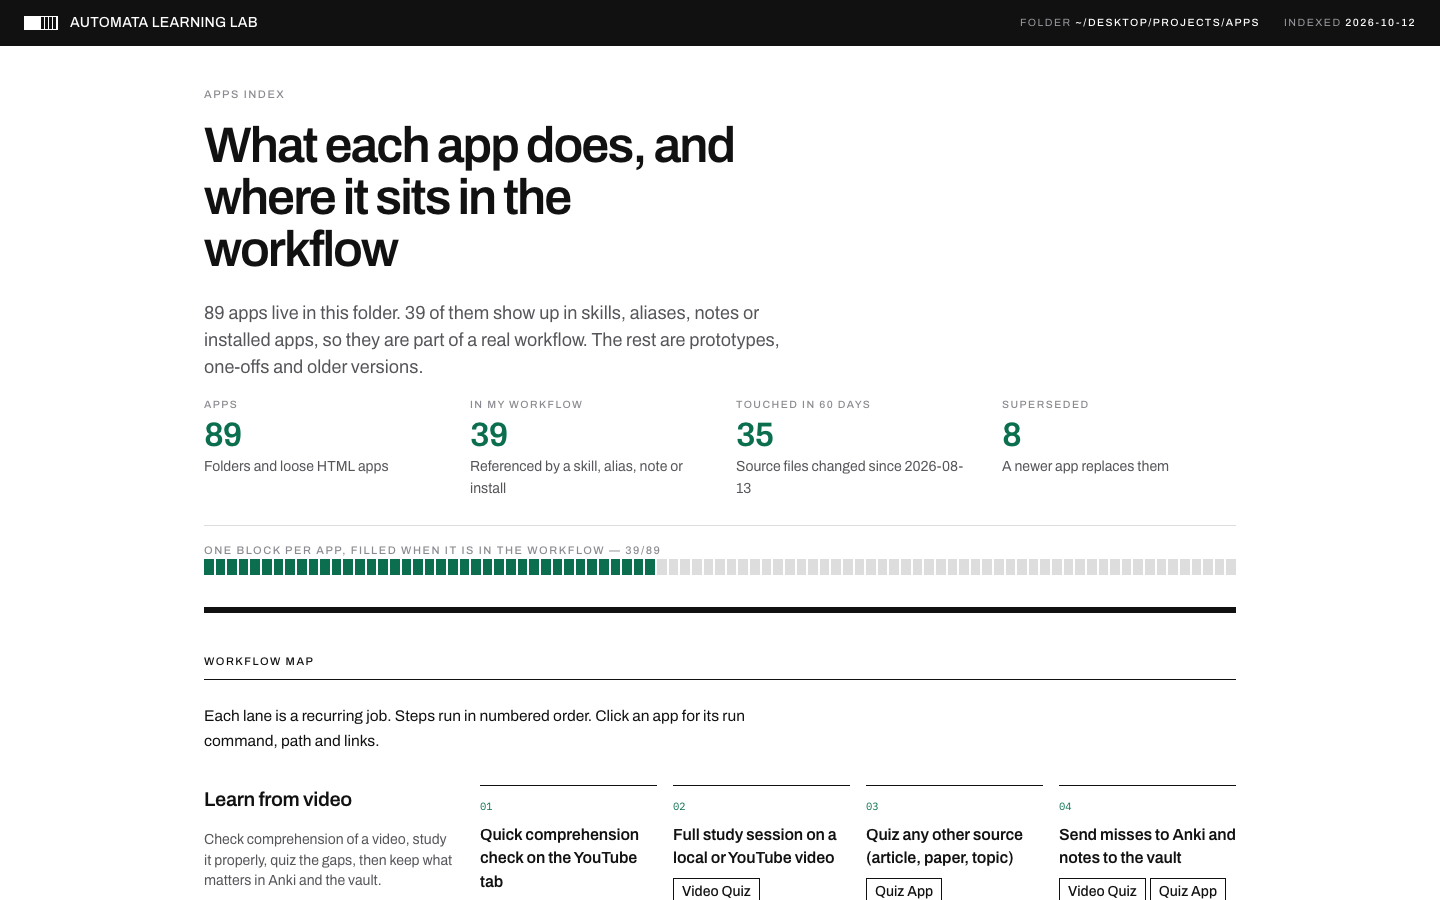 AUTOMATA LEARNING LAB
FOLDER ~/DESKTOP/PROJECTS/APPS
INDEXED 2026-10-12
APPS INDEX
What each app does, and
where it sits in the
workflow
89 apps live in this folder. 39 of them show up in skills, aliases, notes or
installed apps, so they are part of a real workflow. The rest are prototypes,
one-offs and older versions.
APPS
89
Folders and loose HTML apps
IN MY WORKFLOW
39
Referenced by a skill, alias, note or
install
TOUCHED IN 60 DAYS
35
Source files changed since 2026-08-
13
SUPERSEDED
8
A newer app replaces them
ONE BLOCK PER APP, FILLED WHEN IT IS IN THE WORKFLOW — 39/89
WORKFLOW MAP
Each lane is a recurring job. Steps run in numbered order. Click an app for its run
command, path and links.
Learn from video
Check comprehension of a video, study
it properly, quiz the gaps, then keep what
matters in Anki and the vault.
01
Quick comprehension
check on the YouTube
tab
02
Full study session on a
local or YouTube video
Video Quiz
03
Quiz any other source
(article, paper, topic)
Quiz App
04
Send misses to Anki and
notes to the vault
Video Quiz
Quiz App